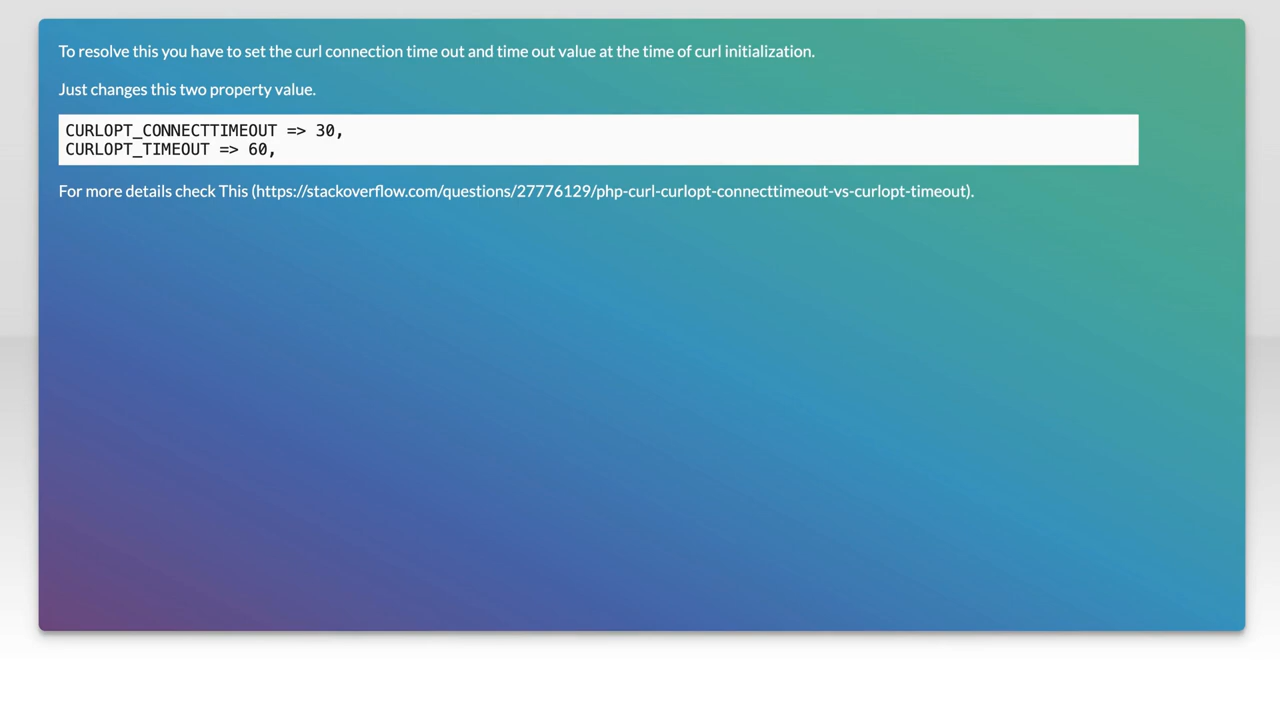 To resolve this you have to set the curl connection time out and time out value at the time of curl initialization.
Just changes this two property value.
CURLOPT_CONNECTTIMEOUT => 30,
CURLOPT_TIMEOUT => 60,
For more details check This (https://stackoverflow.com/questions/27776129/php-curl-curlopt-connecttimeout-vs-curlopt-timeout).